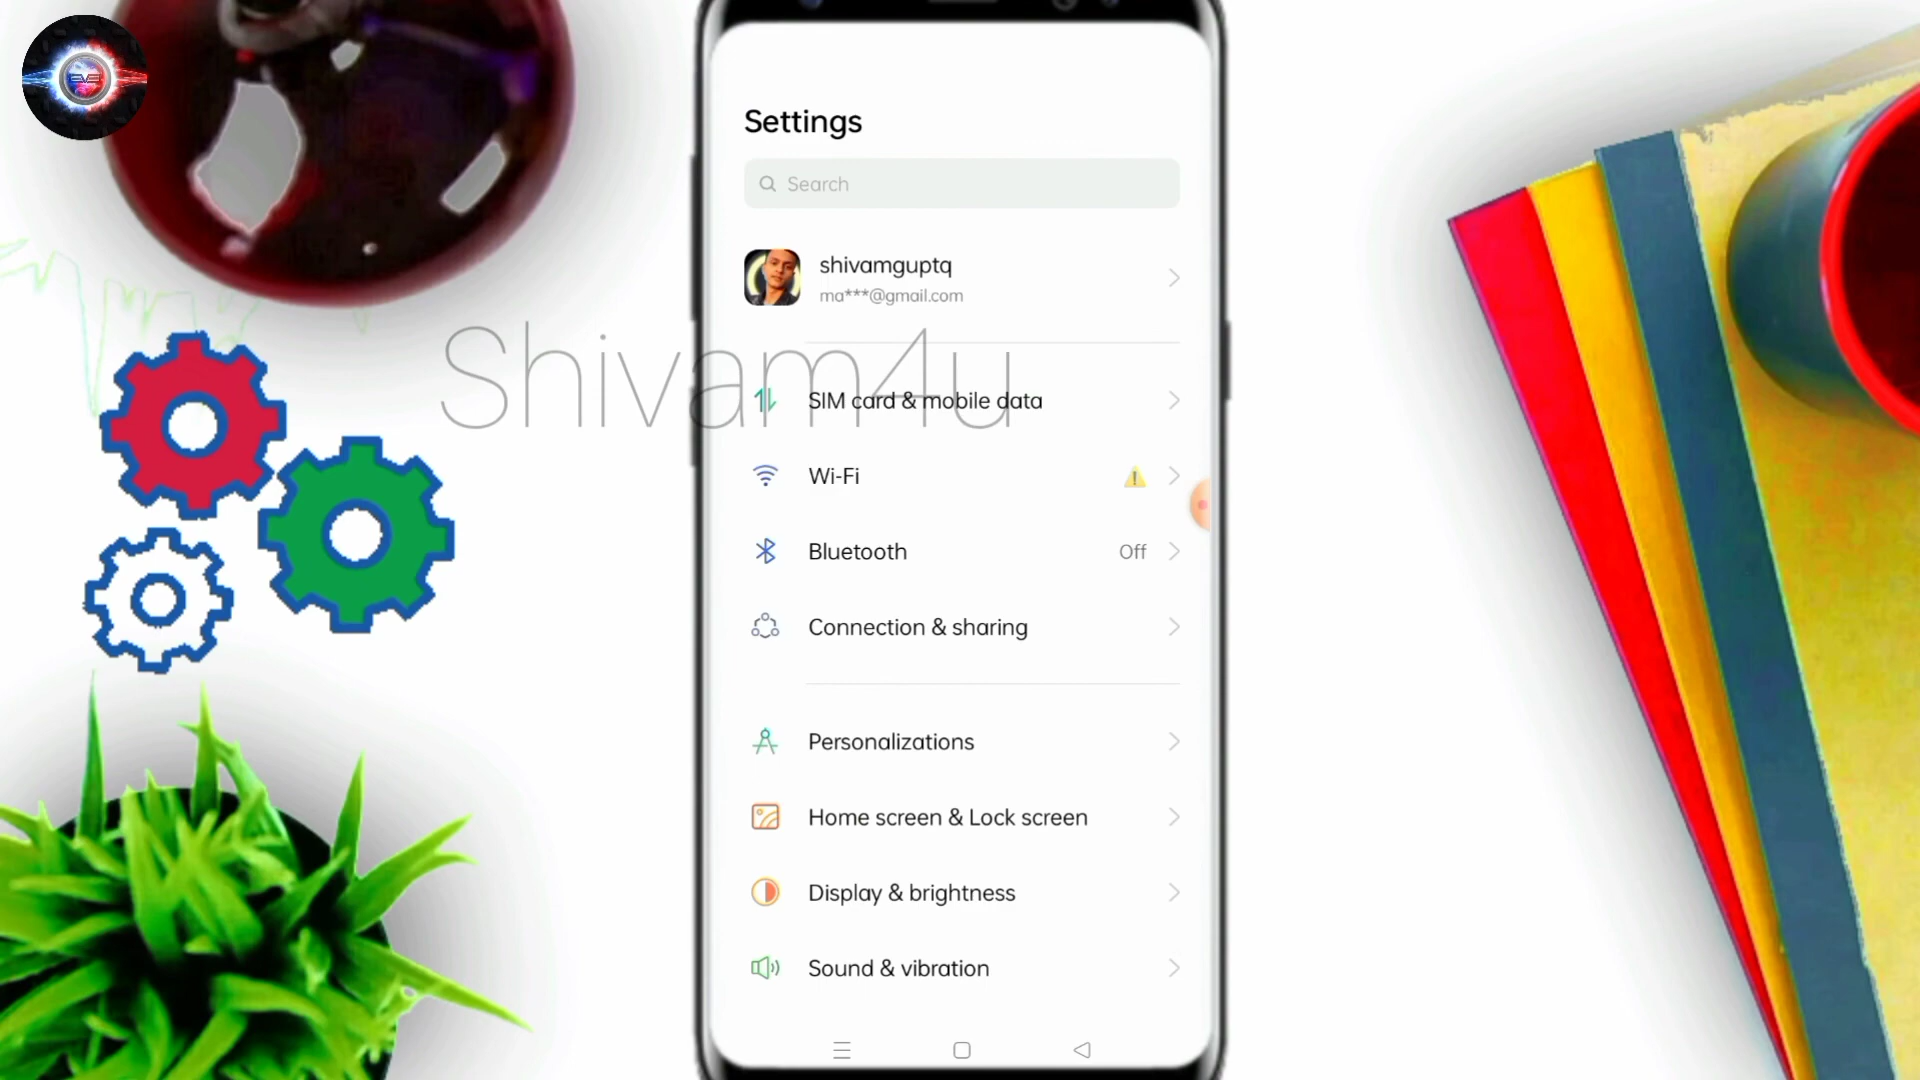 EVE
Settings
Search
shivamguptq
ma***@gmail.com
Shivam4u
SIM card & mobile data
Wi-Fi
Bluetooth Off
Connection & sharing
Personalizations
Home screen & Lock screen
Display & brightness
Sound & vibration